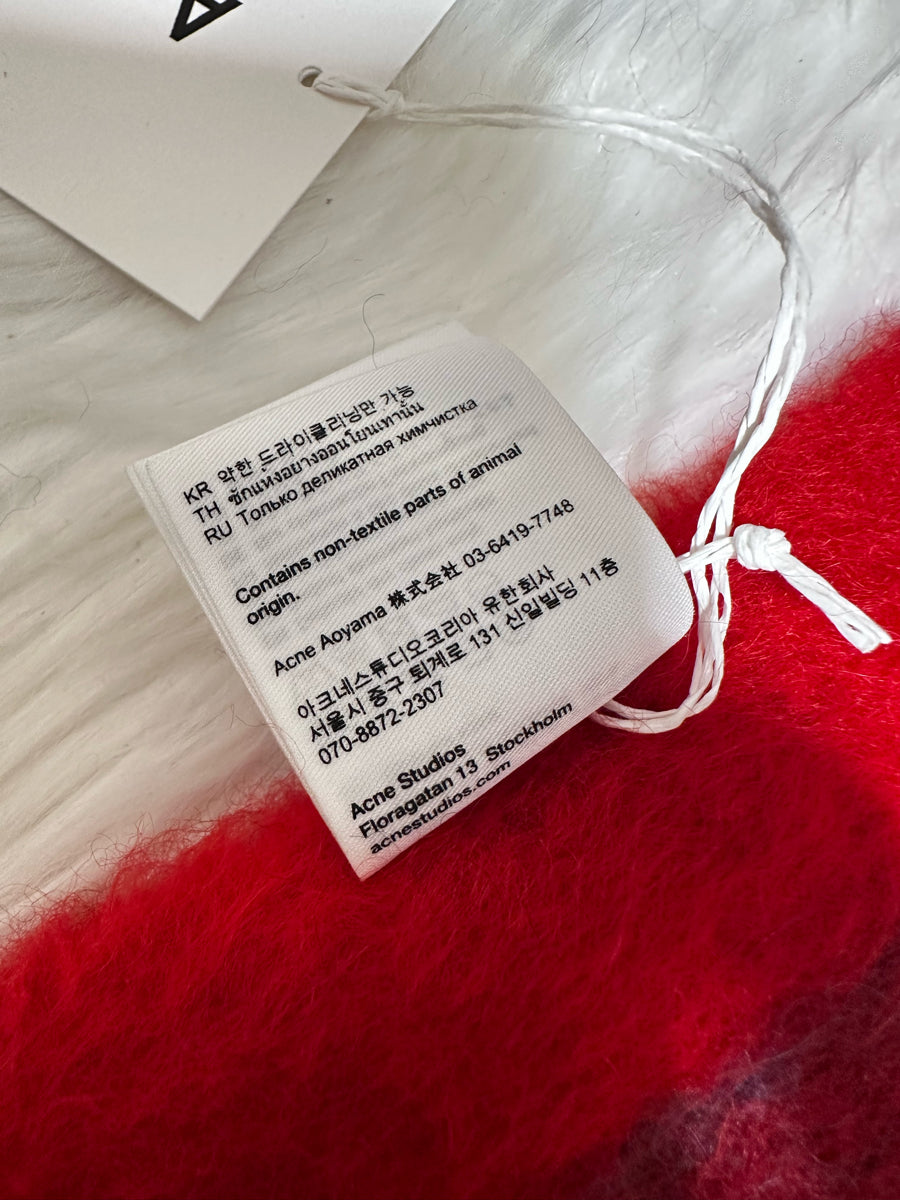 A
KR 약한 드라이클리닝만 가능
TH ซักแห้งอย่างอ่อนโยนเท่านั้น
RU Только деликатная химчистка
Contains non-textile parts of animal
origin.
Acne Aoyama 株式会社 03-6419-7748
아크네스튜디오코리아 유한회사
서울시 중구 퇴계로 131 신일빌딩 11층
070-8872-2307
Acne Studios
Floragatan 13 Stockholm
acnestudios.com